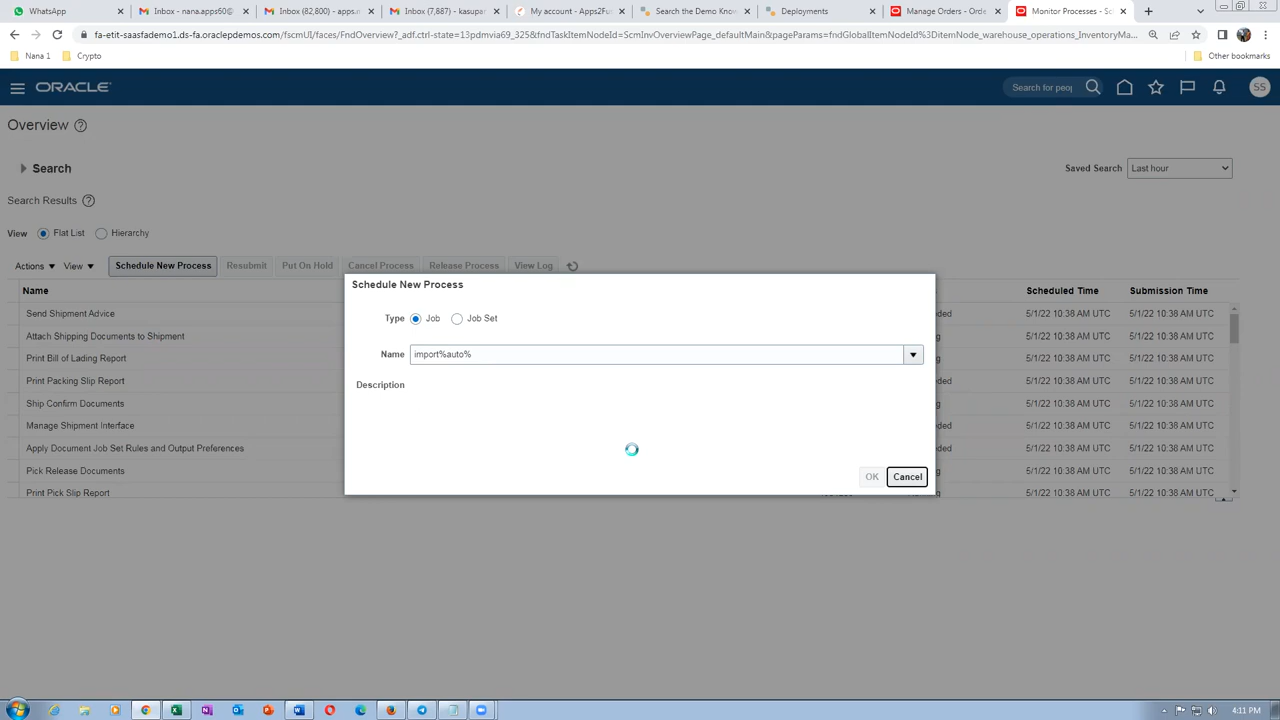 WhatsApp
Inbox - nana.apps60@
Inbox (82,800) - apps.
Inbox (7,887) - kasupar
My account - Apps2Fu
Search the Demo Know
Deployments
Manage Orders - Orde
Monitor Processes - Sc
fa-etit-saasfademo1.ds-fa.oraclepdemos.com/fscmUI/faces/FndOverview?_adf.ctrl-state=13pdmvia69_325&fndTaskItemNodeId=ScmInvOverviewPage_defaultMain&pageParams=fndGlobalItemNodeId%3DitemNode_warehouse_operations_InventoryMa...
Nana 1
Crypto
Other bookmarks
ORACLE
Search for peop
SS
Overview
Search
Saved Search
Last hour
Search Results
View
Flat List
Hierarchy
Actions
View
Schedule New Process
Resubmit
Put On Hold
Cancel Process
Release Process
View Log
Name
Scheduled Time
Submission Time
Send Shipment Advice
ded
5/1/22 10:38 AM UTC
5/1/22 10:38 AM UTC
Attach Shipping Documents to Shipment
g
5/1/22 10:38 AM UTC
5/1/22 10:38 AM UTC
Print Bill of Lading Report
g
5/1/22 10:38 AM UTC
5/1/22 10:38 AM UTC
Print Packing Slip Report
ded
5/1/22 10:38 AM UTC
5/1/22 10:38 AM UTC
Ship Confirm Documents
g
5/1/22 10:38 AM UTC
5/1/22 10:38 AM UTC
Manage Shipment Interface
ded
5/1/22 10:38 AM UTC
5/1/22 10:38 AM UTC
Apply Document Job Set Rules and Output Preferences
ded
5/1/22 10:38 AM UTC
5/1/22 10:38 AM UTC
Pick Release Documents
g
5/1/22 10:38 AM UTC
5/1/22 10:38 AM UTC
Print Pick Slip Report
5/1/22 10:38 AM UTC
5/1/22 10:38 AM UTC
Schedule New Process
Type
Job
Job Set
Name
import%auto%
Description
OK
Cancel
4:11 PM